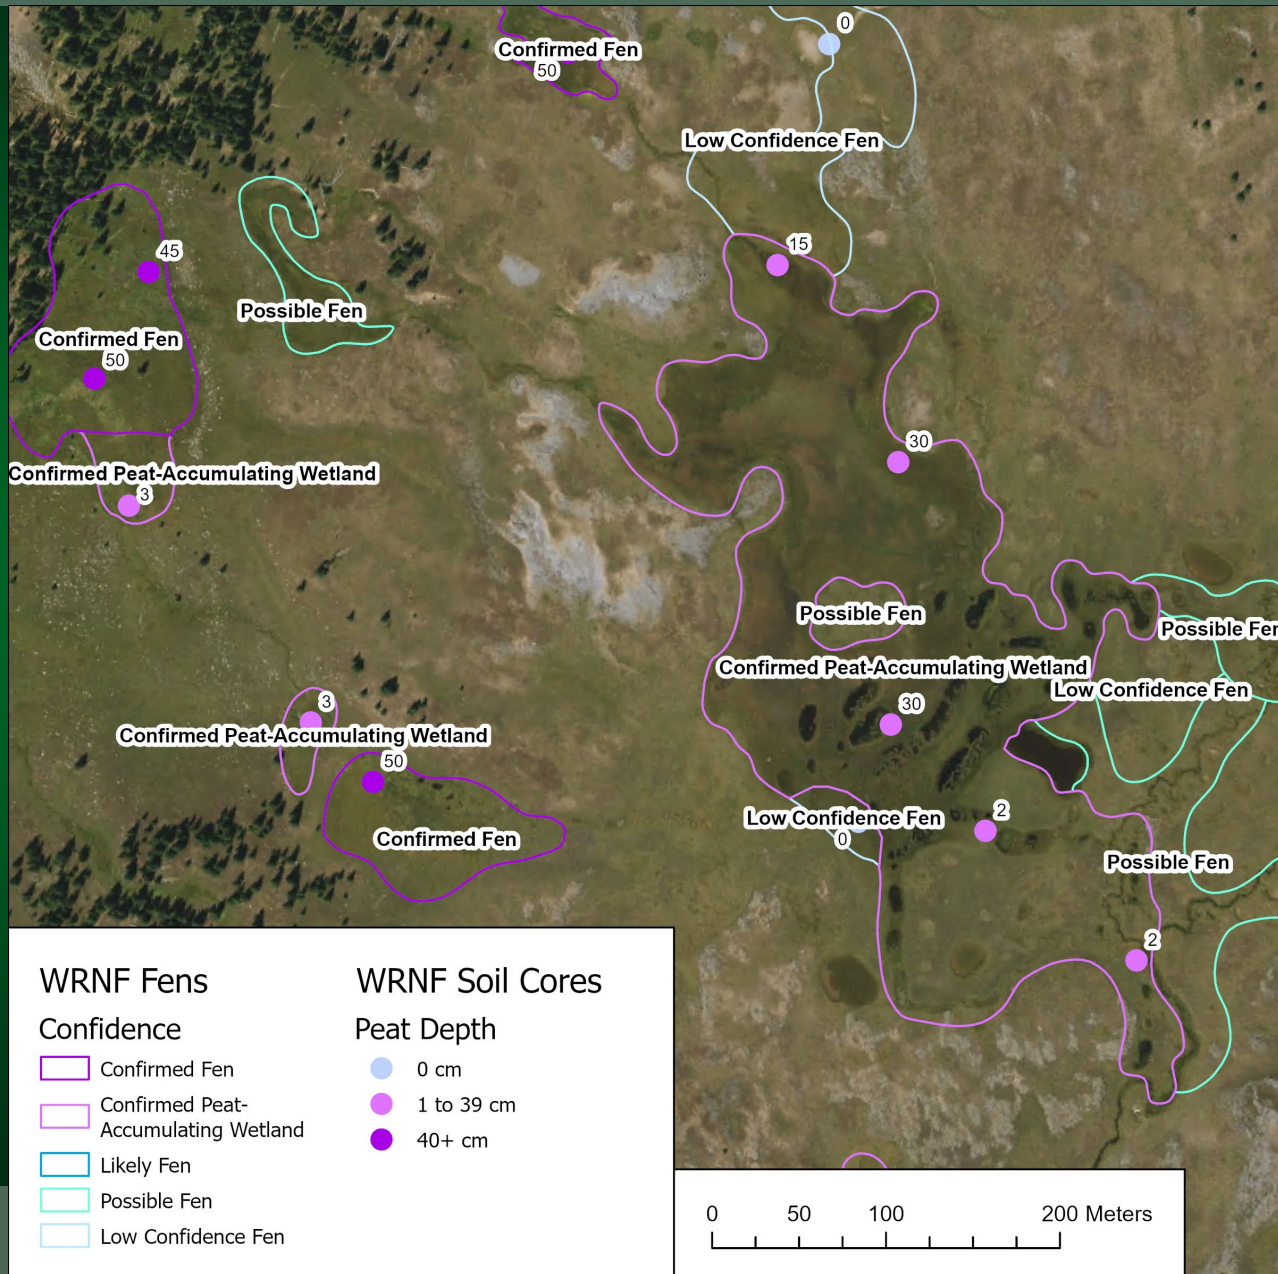 0
Confirmed Fen
50
Low Confidence Fen
15
45
Possible Fen
Confirmed Fen
50
30
Confirmed Peat-Accumulating Wetland
3
Possible Fen
Possible Fen
Confirmed Peat-Accumulating Wetland
Low Confidence Fen
3
30
Confirmed Peat-Accumulating Wetland
50
2
Low Confidence Fen
0
Confirmed Fen
Possible Fen
2
WRNF Fens
Confidence
Confirmed Fen
Confirmed Peat-
Accumulating Wetland
Likely Fen
Possible Fen
Low Confidence Fen
WRNF Soil Cores
Peat Depth
0 cm
1 to 39 cm
40+ cm
0 50 100 200 Meters